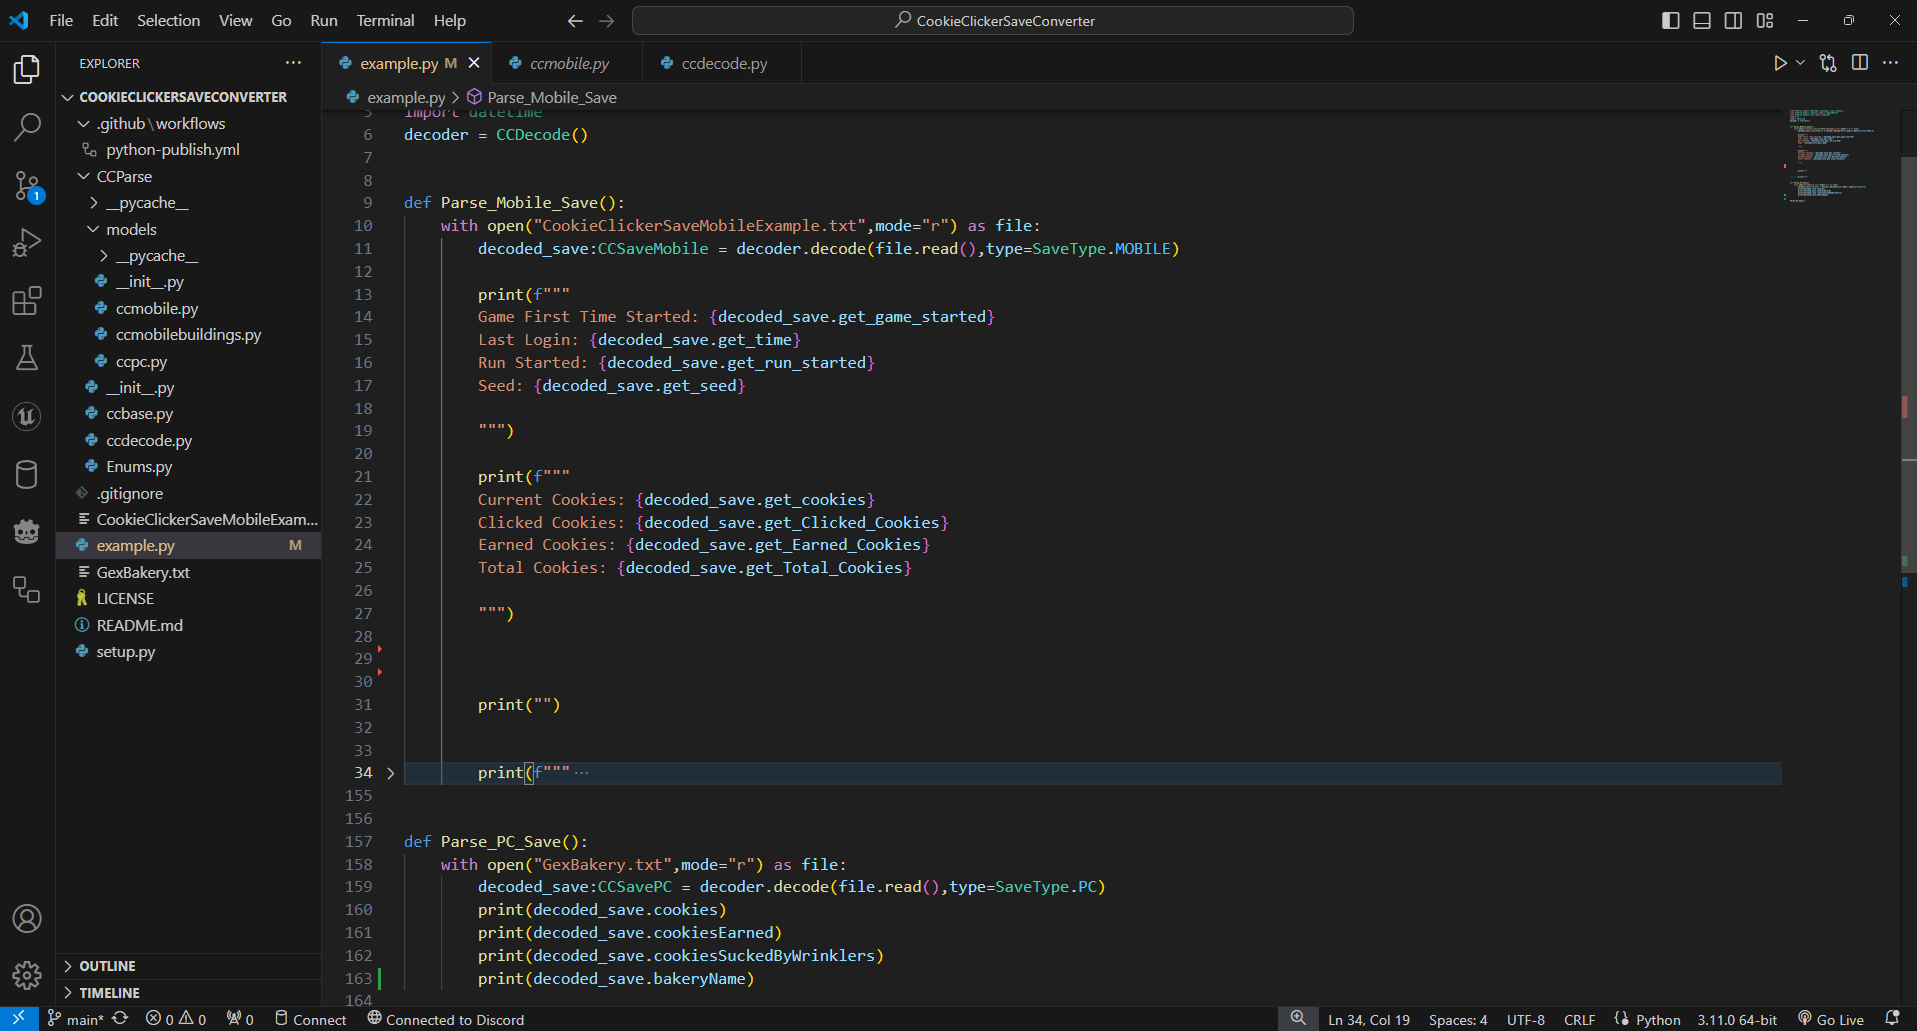 File Edit Selection View Go Run Terminal Help
CookieClickerSaveConverter
EXPLORER
COOKIECLICKERSAVECONVERTER
.github\workflows
python-publish.yml
CCParse
__pycache__
models
__pycache__
__init__.py
ccmobile.py
ccmobilebuildings.py
ccpc.py
__init__.py
ccbase.py
ccdecode.py
Enums.py
.gitignore
CookieClickerSaveMobileExam...
example.py M
GexBakery.txt
LICENSE
README.md
setup.py
OUTLINE
TIMELINE
1
example.py M
ccmobile.py
ccdecode.py
example.py > Parse_Mobile_Save
5 import datetime
6 decoder = CCDecode()
7
8
9 def Parse_Mobile_Save():
10 with open("CookieClickerSaveMobileExample.txt",mode="r") as file:
11 decoded_save:CCSaveMobile = decoder.decode(file.read(),type=SaveType.MOBILE)
12
13 print(f"""
14 Game First Time Started: {decoded_save.get_game_started}
15 Last Login: {decoded_save.get_time}
16 Run Started: {decoded_save.get_run_started}
17 Seed: {decoded_save.get_seed}
18
19 """)
20
21 print(f"""
22 Current Cookies: {decoded_save.get_cookies}
23 Clicked Cookies: {decoded_save.get_Clicked_Cookies}
24 Earned Cookies: {decoded_save.get_Earned_Cookies}
25 Total Cookies: {decoded_save.get_Total_Cookies}
26
27 """)
28
29
30
31 print("")
32
33
34 print(f""" ...
155
156
157 def Parse_PC_Save():
158 with open("GexBakery.txt",mode="r") as file:
159 decoded_save:CCSavePC = decoder.decode(file.read(),type=SaveType.PC)
160 print(decoded_save.cookies)
161 print(decoded_save.cookiesEarned)
162 print(decoded_save.cookiesSuckedByWrinklers)
163 print(decoded_save.bakeryName)
164
main* 0 0 0 Connect Connected to Discord Ln 34, Col 19 Spaces: 4 UTF-8 CRLF Python 3.11.0 64-bit Go Live